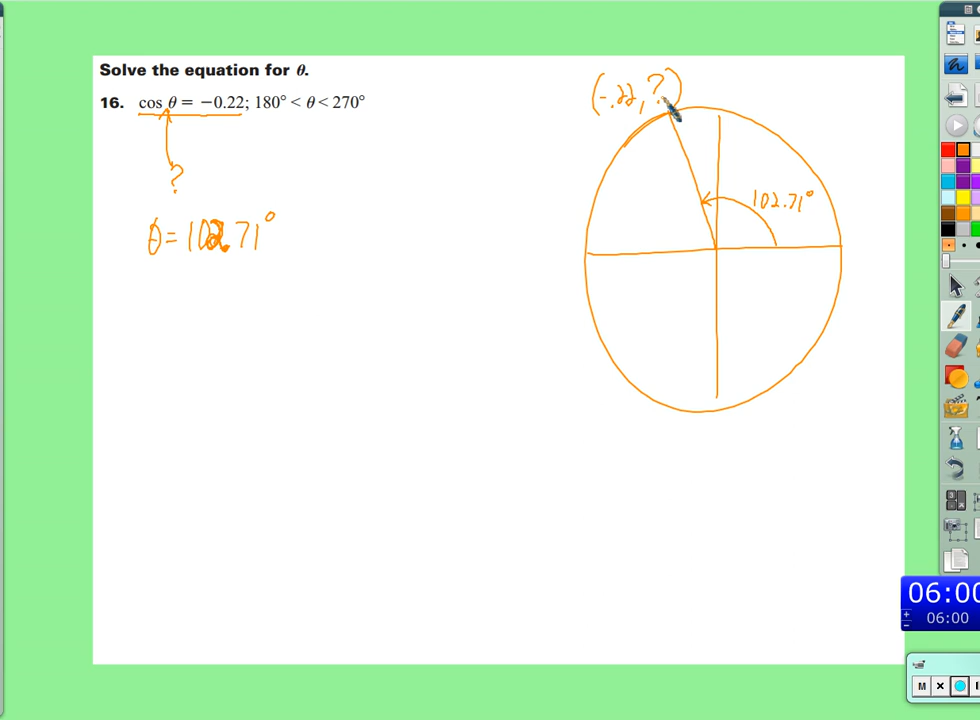 Solve the equation for θ.
16. cos θ = −0.22; 180° < θ < 270°
(-.22, ?)
?
θ = 102.71°
102.71°
06:00
06:00
M